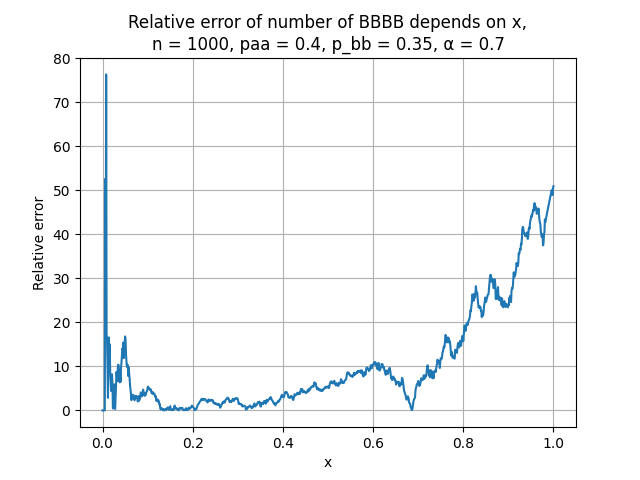 Relative error of number of BBBB depends on x,
n = 1000, paa = 0.4, p_bb = 0.35, α = 0.7
80
70
60
50
40
30
20
10
0
Relative error
0.0 0.2 0.4 0.6 0.8 1.0
x